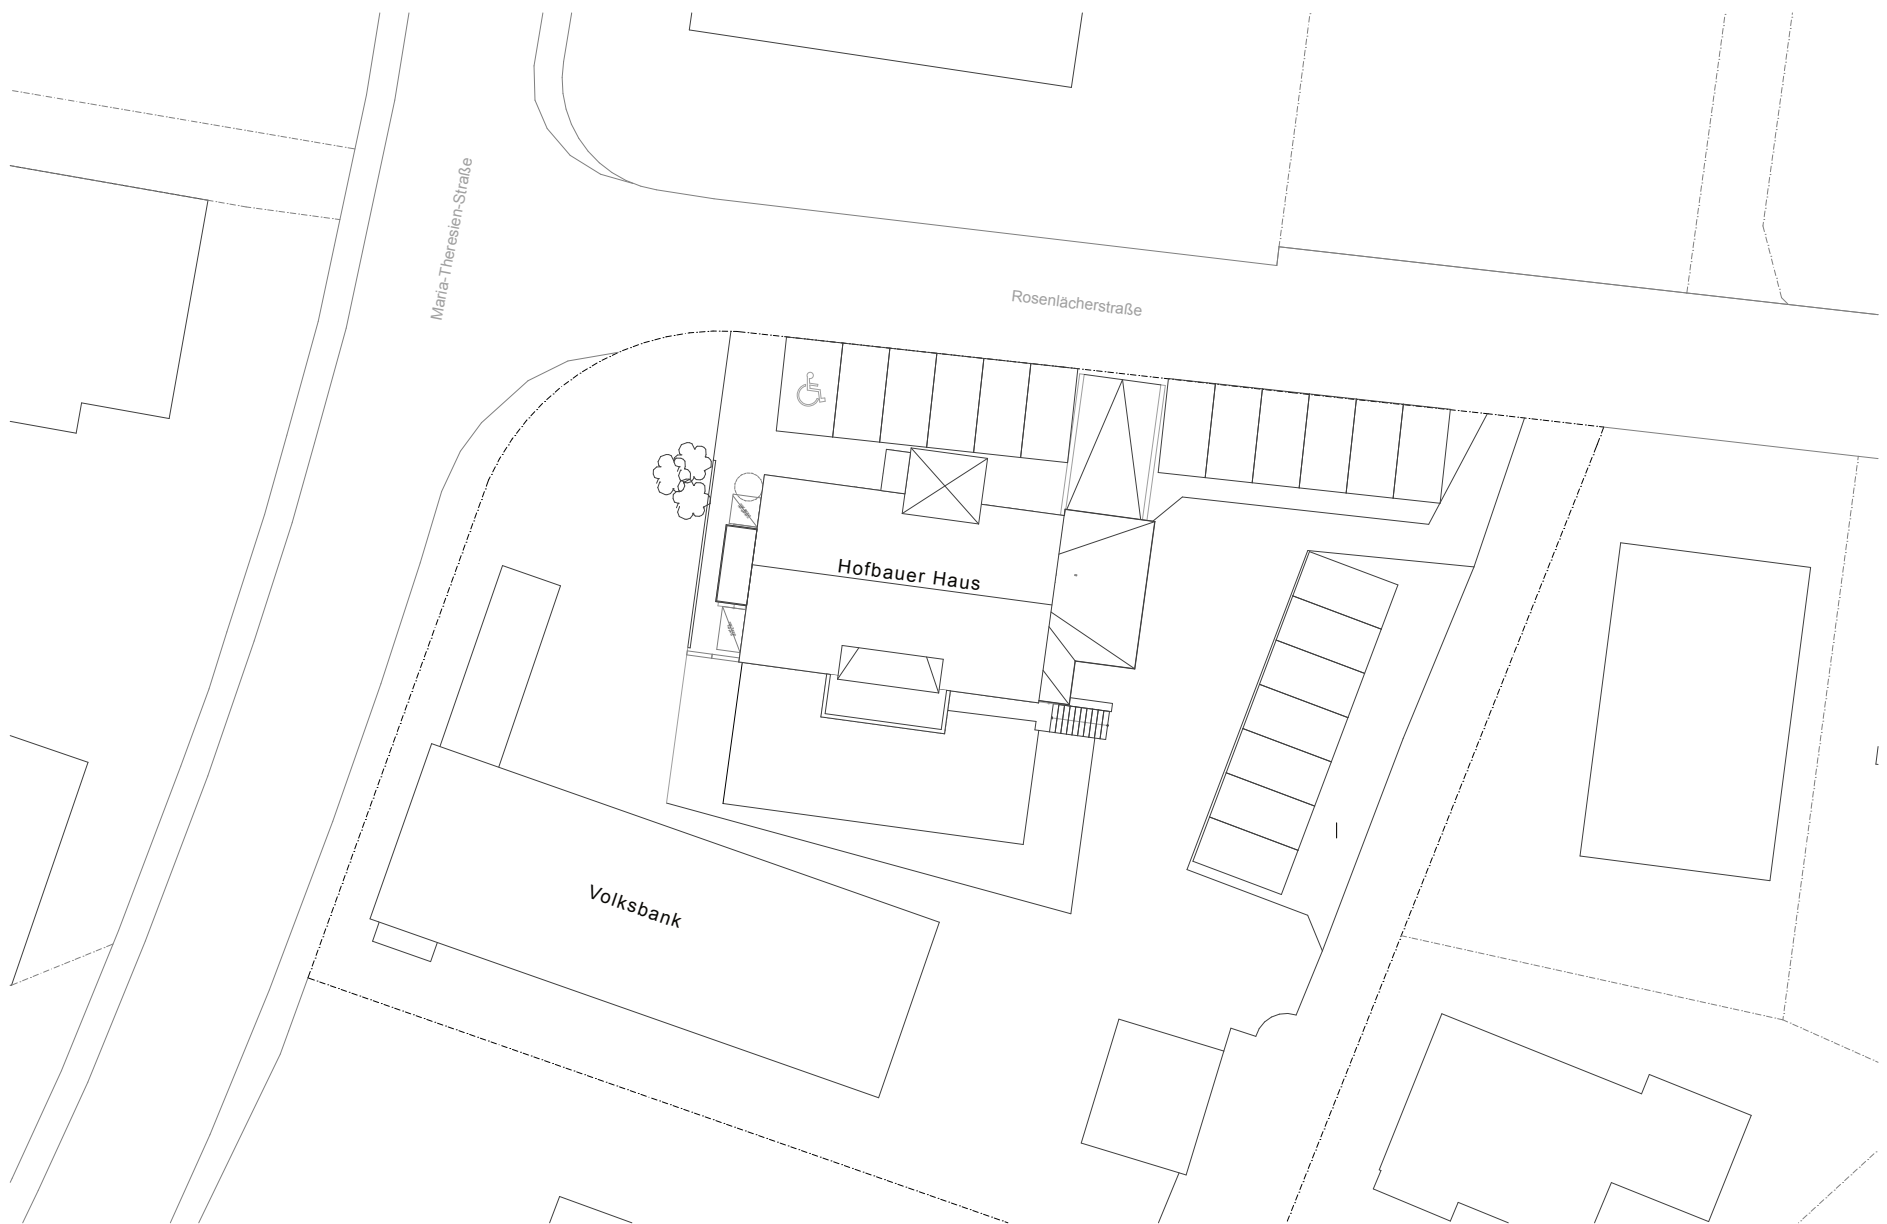 Maria-Theresien-Straße
Rosenlächerstraße
Hofbauer Haus
Volksbank